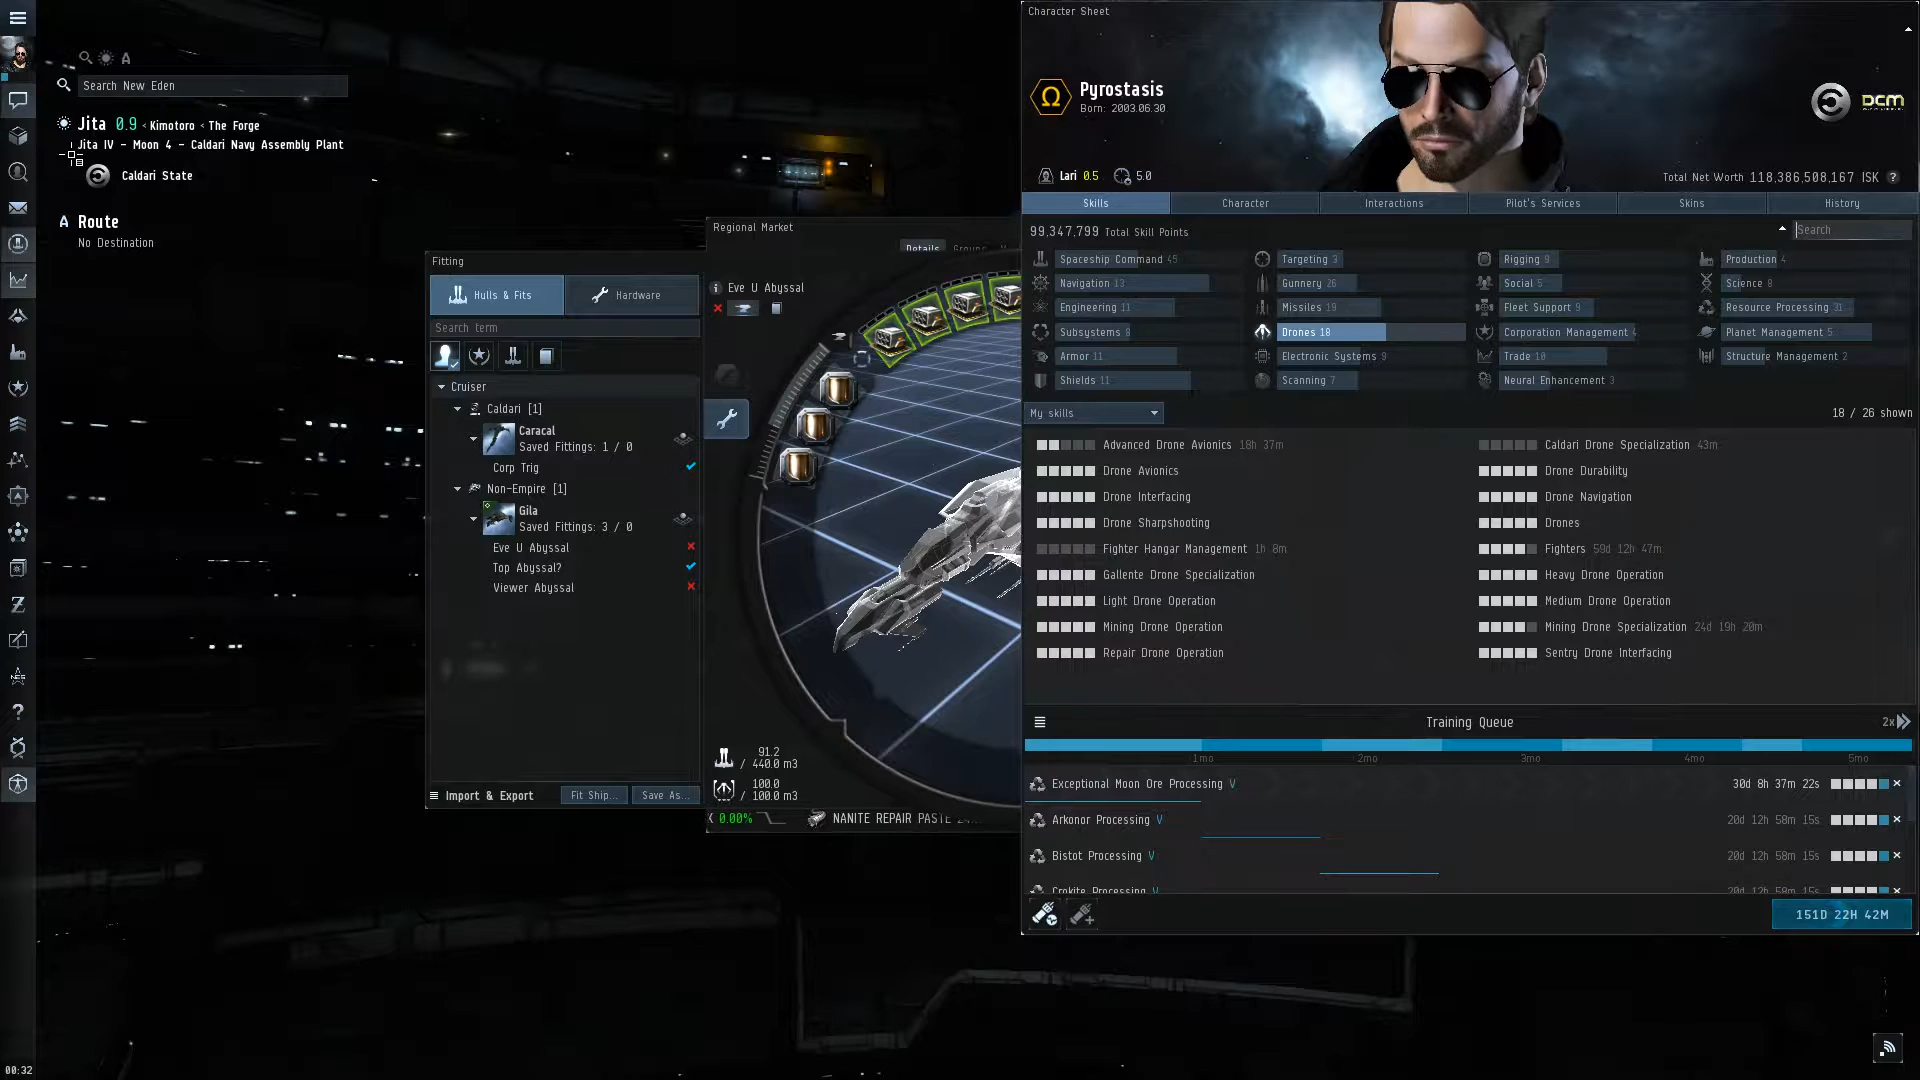 Search New Eden
Jita 0.9 < Kimotoro < The Forge
Jita IV - Moon 4 - Caldari Navy Assembly Plant
Caldari State
A Route
No Destination
00:32
Fitting
Hulls & Fits
Hardware
Search term
Cruiser
Caldari [1]
Caracal
Saved Fittings: 1 / 0
Corp Trig
Non-Empire [1]
Gila
Saved Fittings: 3 / 0
Eve U Abyssal
Top Abyssal?
Viewer Abyssal
Import & Export
Fit Ship...
Save As...
Regional Market
Details
Eve U Abyssal
91.2
/ 440.0 m3
100.0
/ 100.0 m3
0.00%
NANITE REPAIR PASTE
Character Sheet
Ω
Pyrostasis
Born: 2003.06.30.
DCM
Lari 0.5
5.0
Total Net Worth 118,386,508,167 ISK ?
Skills
Character
Interactions
Pilot's Services
Skins
History
99,347,799 Total Skill Points
Search
Spaceship Command 45
Targeting 3
Rigging 9
Production 4
Navigation 13
Gunnery 26
Social 5
Science 8
Engineering 11
Missiles 19
Fleet Support 9
Resource Processing 31
Subsystems 8
Drones 18
Corporation Management 4
Planet Management 5
Armor 11
Electronic Systems 9
Trade 10
Structure Management 2
Shields 11
Scanning 7
Neural Enhancement 3
My skills
18 / 26 shown
Advanced Drone Avionics 18h 37m
Caldari Drone Specialization 43m
Drone Avionics
Drone Durability
Drone Interfacing
Drone Navigation
Drone Sharpshooting
Drones
Fighter Hangar Management 1h 8m
Fighters 59d 12h 47m
Gallente Drone Specialization
Heavy Drone Operation
Light Drone Operation
Medium Drone Operation
Mining Drone Operation
Mining Drone Specialization 24d 19h 20m
Repair Drone Operation
Sentry Drone Interfacing
Training Queue
2x
1mo
2mo
3mo
4mo
5mo
Exceptional Moon Ore Processing V
30d 8h 37m 22s
Arkonor Processing V
20d 12h 58m 15s
Bistot Processing V
20d 12h 58m 15s
Crokite Processing V
20d 12h 58m 15s
151D 22H 42M